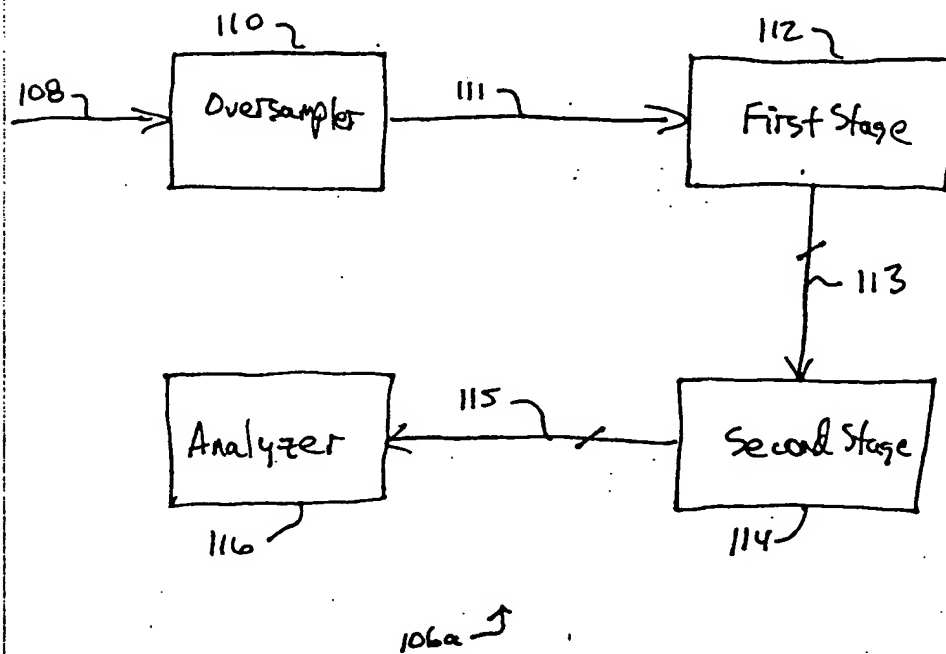 110
112
108
Oversampler
111
First Stage
113
Analyzer
115
Second Stage
116
114
106a